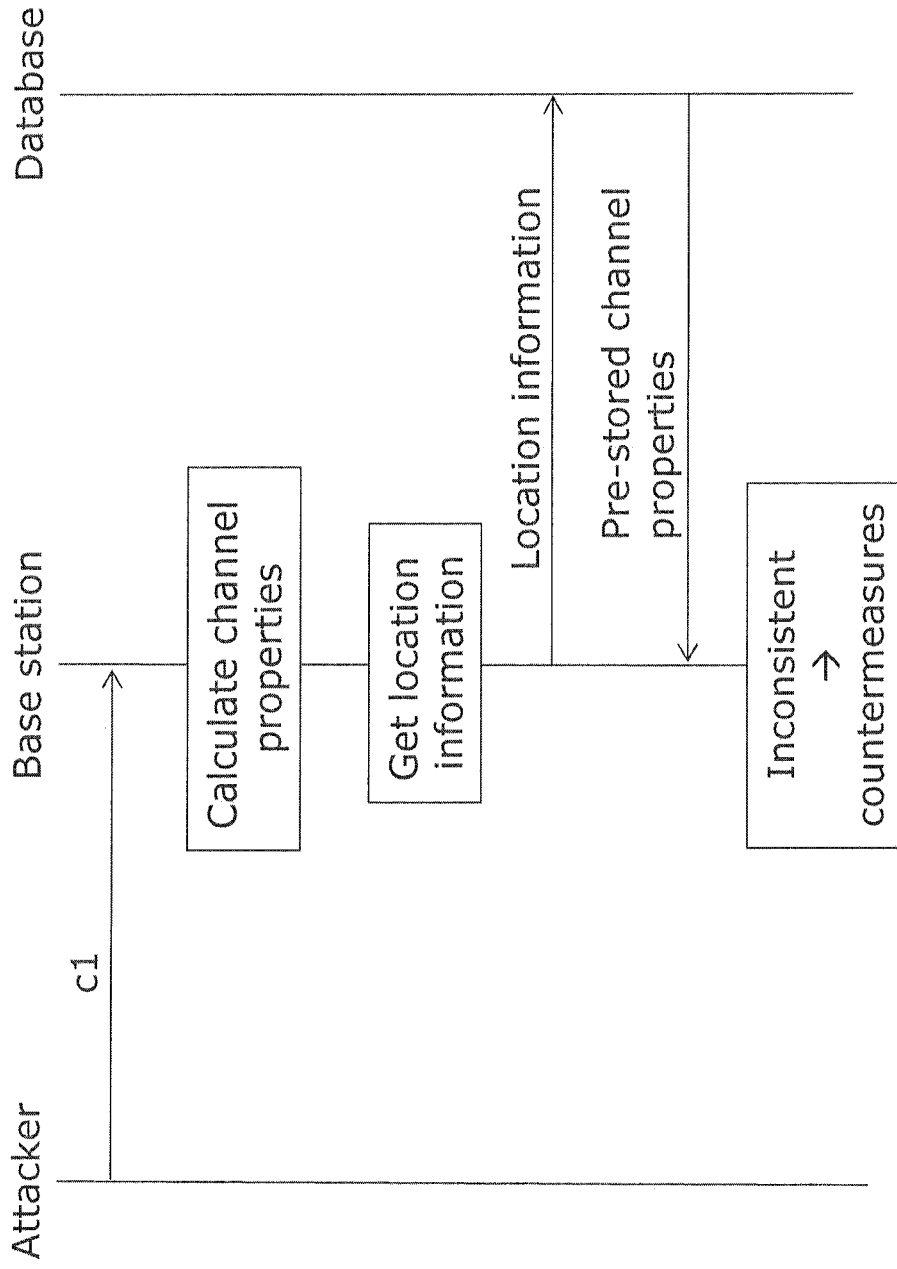 Attacker
Base station
Database
c1
Calculate channel
properties
Get location
information
Location information
Pre-stored channel
properties
Inconsistent
→
countermeasures